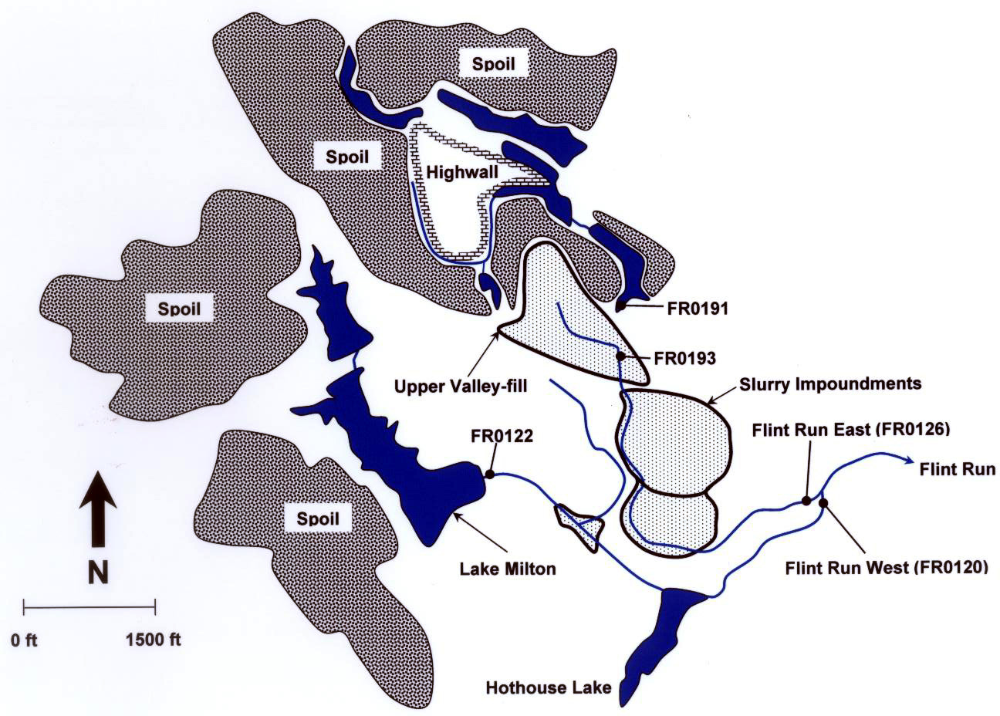 Spoil
Spoil
Highwall
Spoil
FR0191
FR0193
Upper Valley-fill
Slurry Impoundments
Flint Run East (FR0126)
FR0122
Flint Run
Spoil
Lake Milton
Flint Run West (FR0120)
N
0 ft
1500 ft
Hothouse Lake